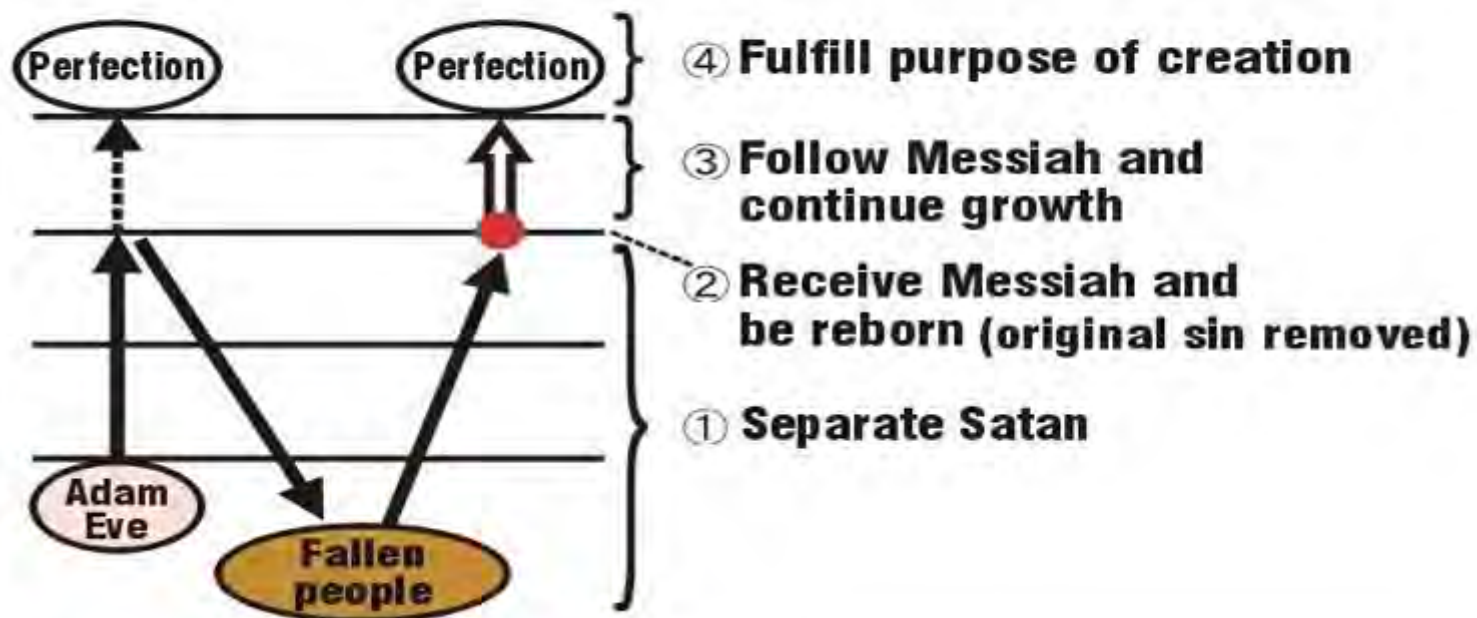 Perfection
Perfection
④ Fulfill purpose of creation
③ Follow Messiah and
continue growth
② Receive Messiah and
be reborn (original sin removed)
① Separate Satan
Adam
Eve
Fallen
people